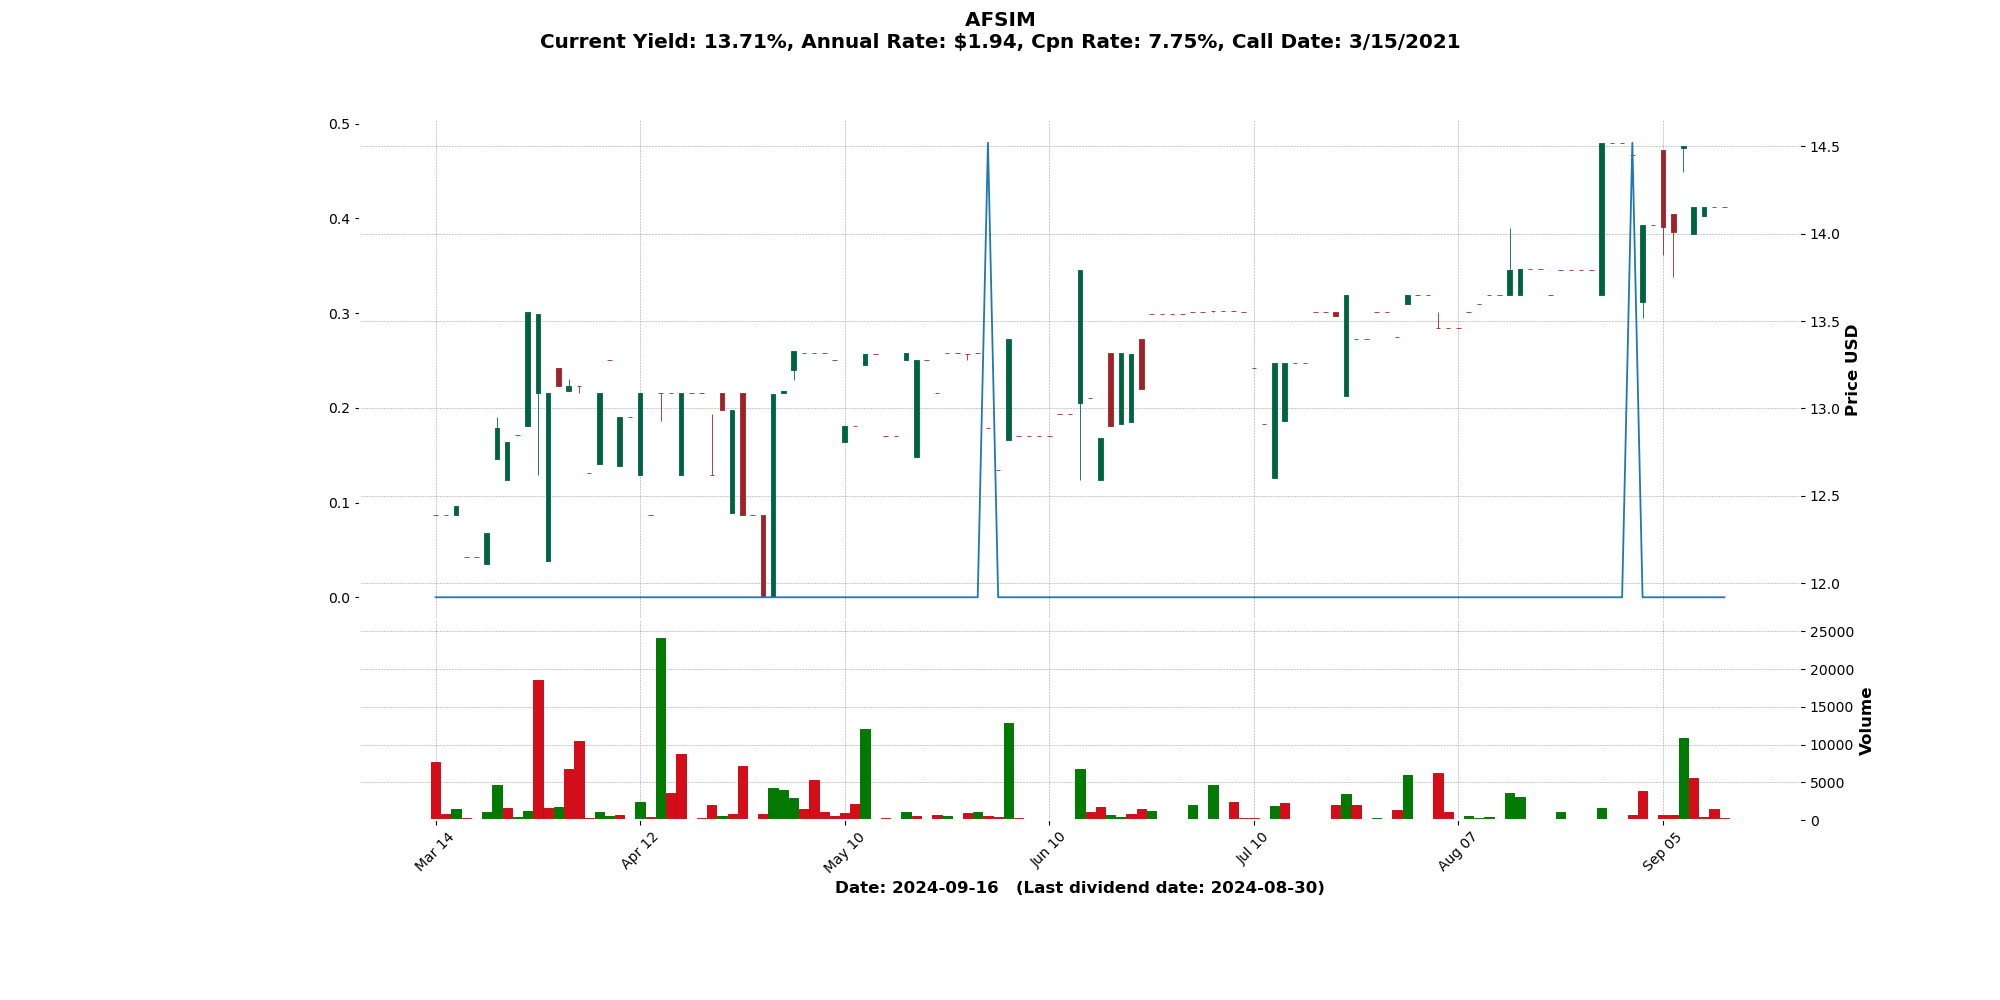 AFSIM
Current Yield: 13.71%, Annual Rate: $1.94, Cpn Rate: 7.75%, Call Date: 3/15/2021
0.5
0.4
0.3
0.2
0.1
0.0
14.5
14.0
13.5
13.0
12.5
12.0
Price USD
25000
20000
15000
10000
5000
0
Volume
Mar 14
Apr 12
May 10
Jun 10
Jul 10
Aug 07
Sep 05
Date: 2024-09-16 (Last dividend date: 2024-08-30)